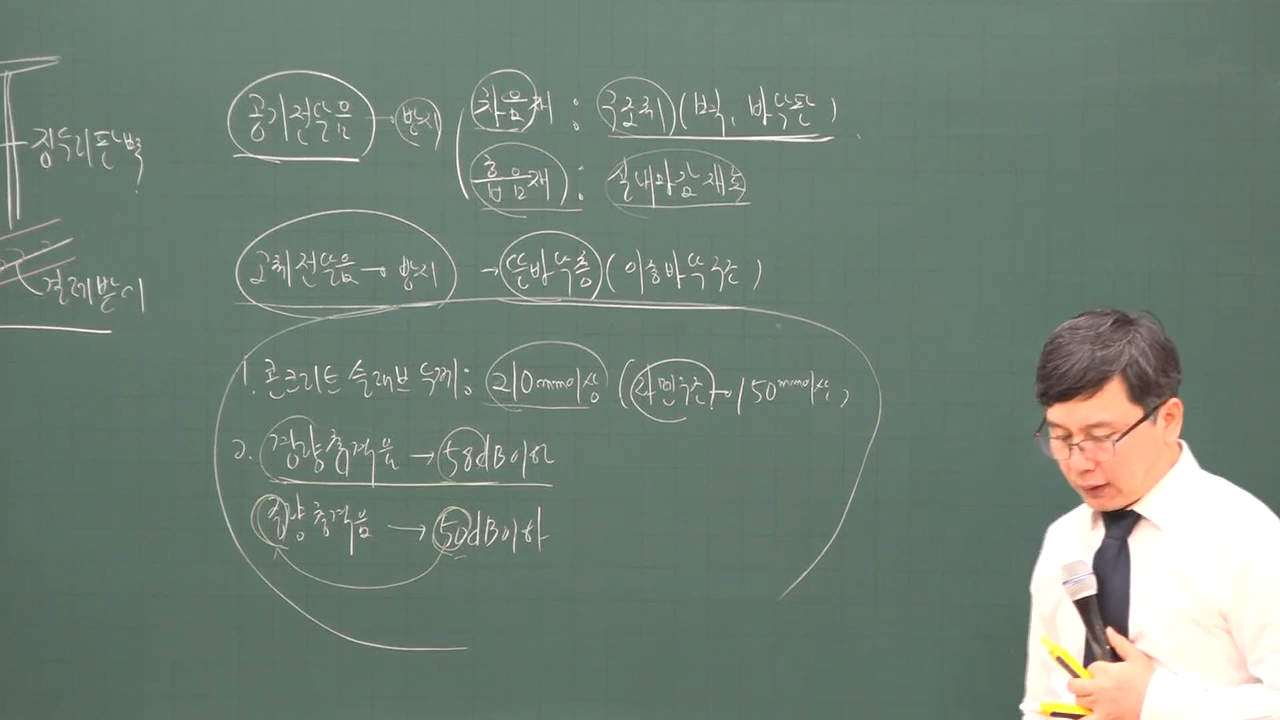 공기전달음 → 방지 ( 차음재 : 구조체 (벽, 바닥판)
흡음재 : 실내마감재료
징두리판벽
고체전달음 → 방지 → 뜬바닥층 (이중바닥구조)
걸레받이
1. 콘크리트 슬래브 두께 : 210mm이상 (라멘구조 → 150mm이상)
2. 경량충격음 → 58dB이하
중량충격음 → 50dB이하